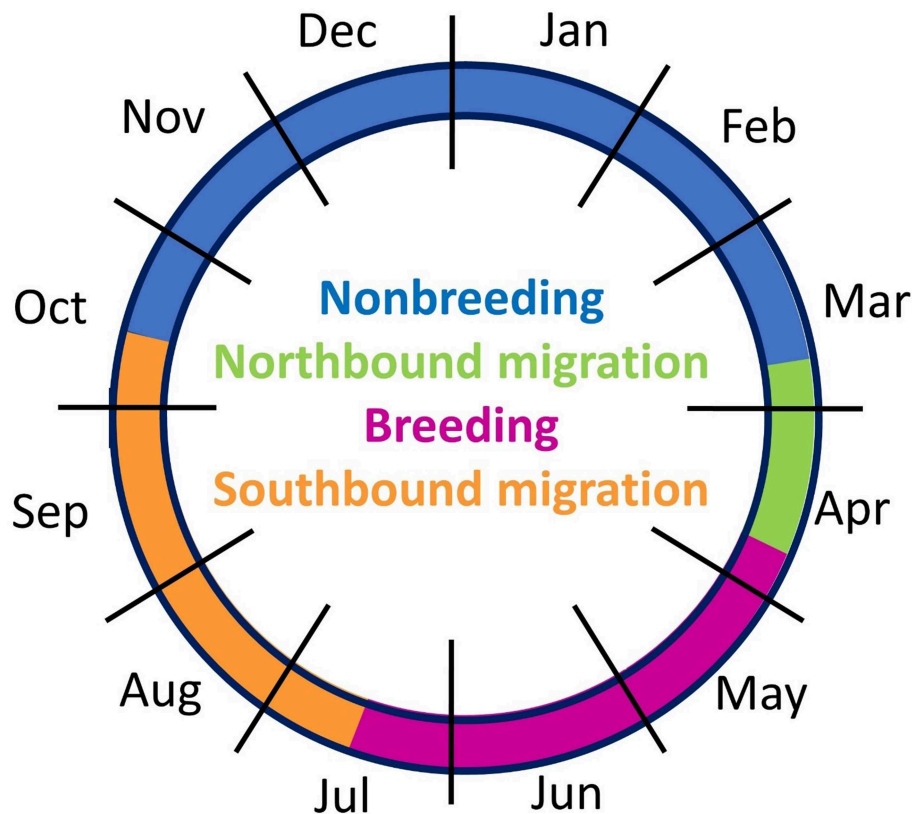 Dec
Jan
Nov
Feb
Oct
Mar
Nonbreeding
Northbound migration
Breeding
Southbound migration
Sep
Apr
Aug
May
Jul
Jun